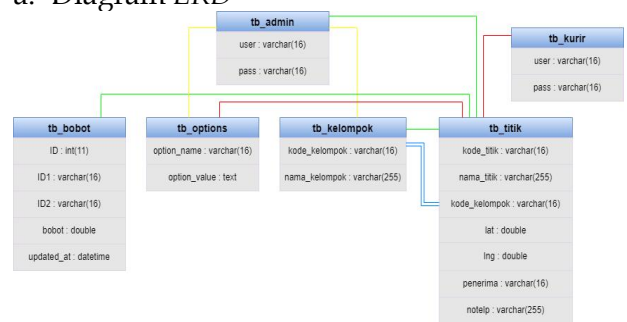 a. Diagram ERD
tb_admin
user : varchar(16)
pass : varchar(16)
tb_kurir
user : varchar(16)
pass : varchar(16)
tb_bobot
ID : int(11)
ID1 : varchar(16)
ID2 : varchar(16)
bobot : double
updated_at : datetime
tb_options
option_name : varchar(16)
option_value : text
tb_kelompok
kode_kelompok : varchar(16)
nama_kelompok : varchar(255)
tb_titik
kode_titik : varchar(16)
nama_titik : varchar(255)
kode_kelompok : varchar(16)
lat : double
lng : double
penerima : varchar(16)
notelp : varchar(255)